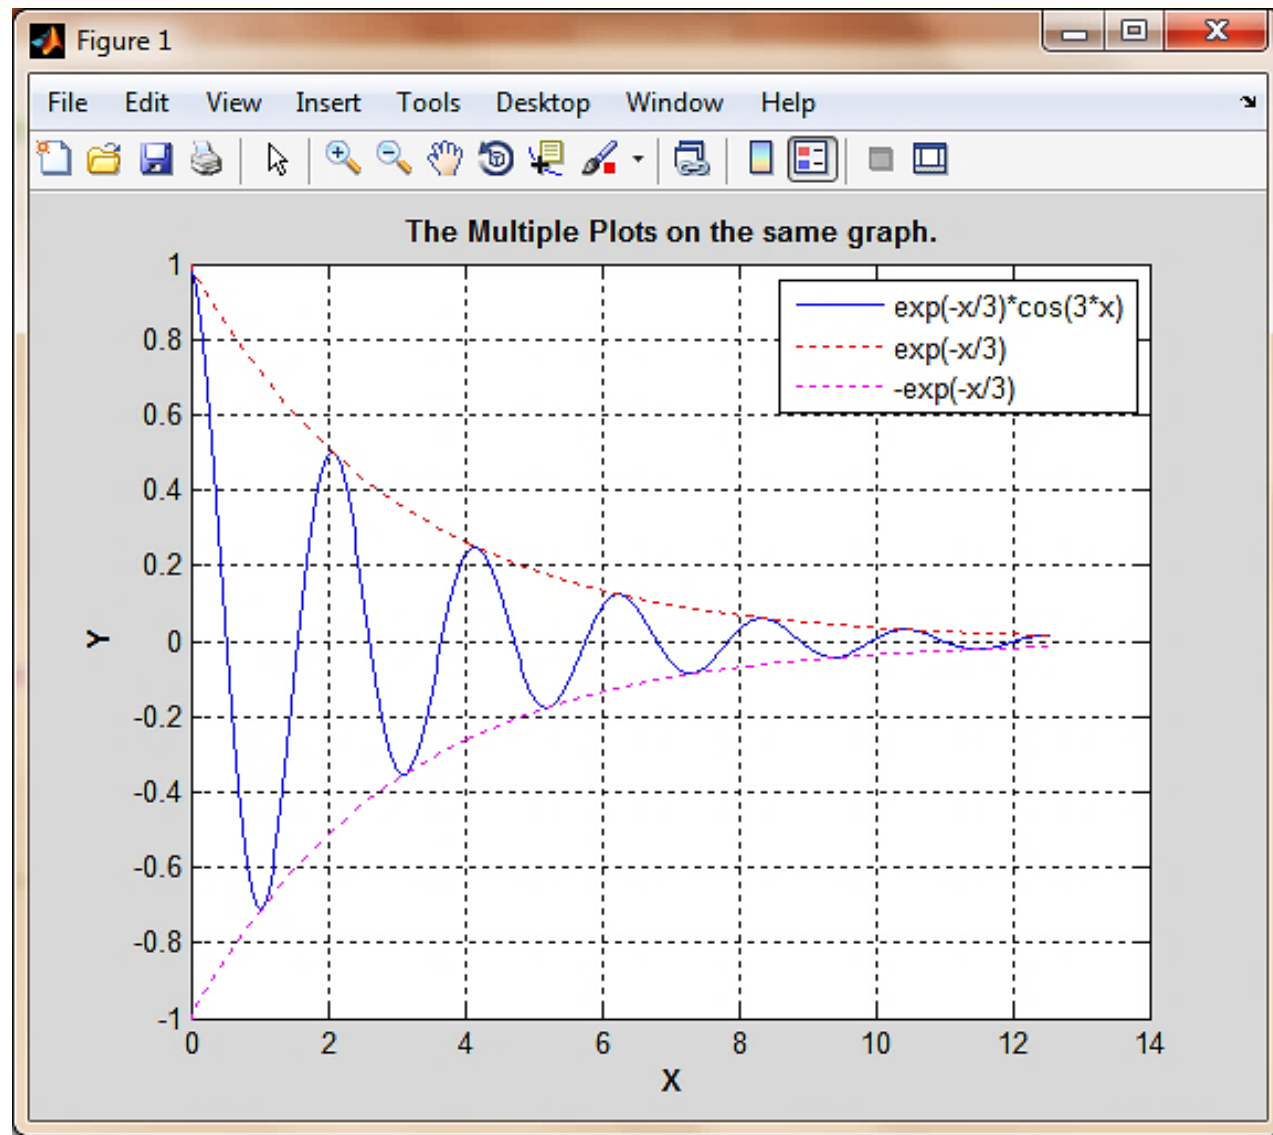 Figure 1
File Edit View Insert Tools Desktop Window Help
The Multiple Plots on the same graph.
exp(-x/3)*cos(3*x)
exp(-x/3)
-exp(-x/3)
1
0.8
0.6
0.4
0.2
0
-0.2
-0.4
-0.6
-0.8
-1
Y
0 2 4 6 8 10 12 14
X